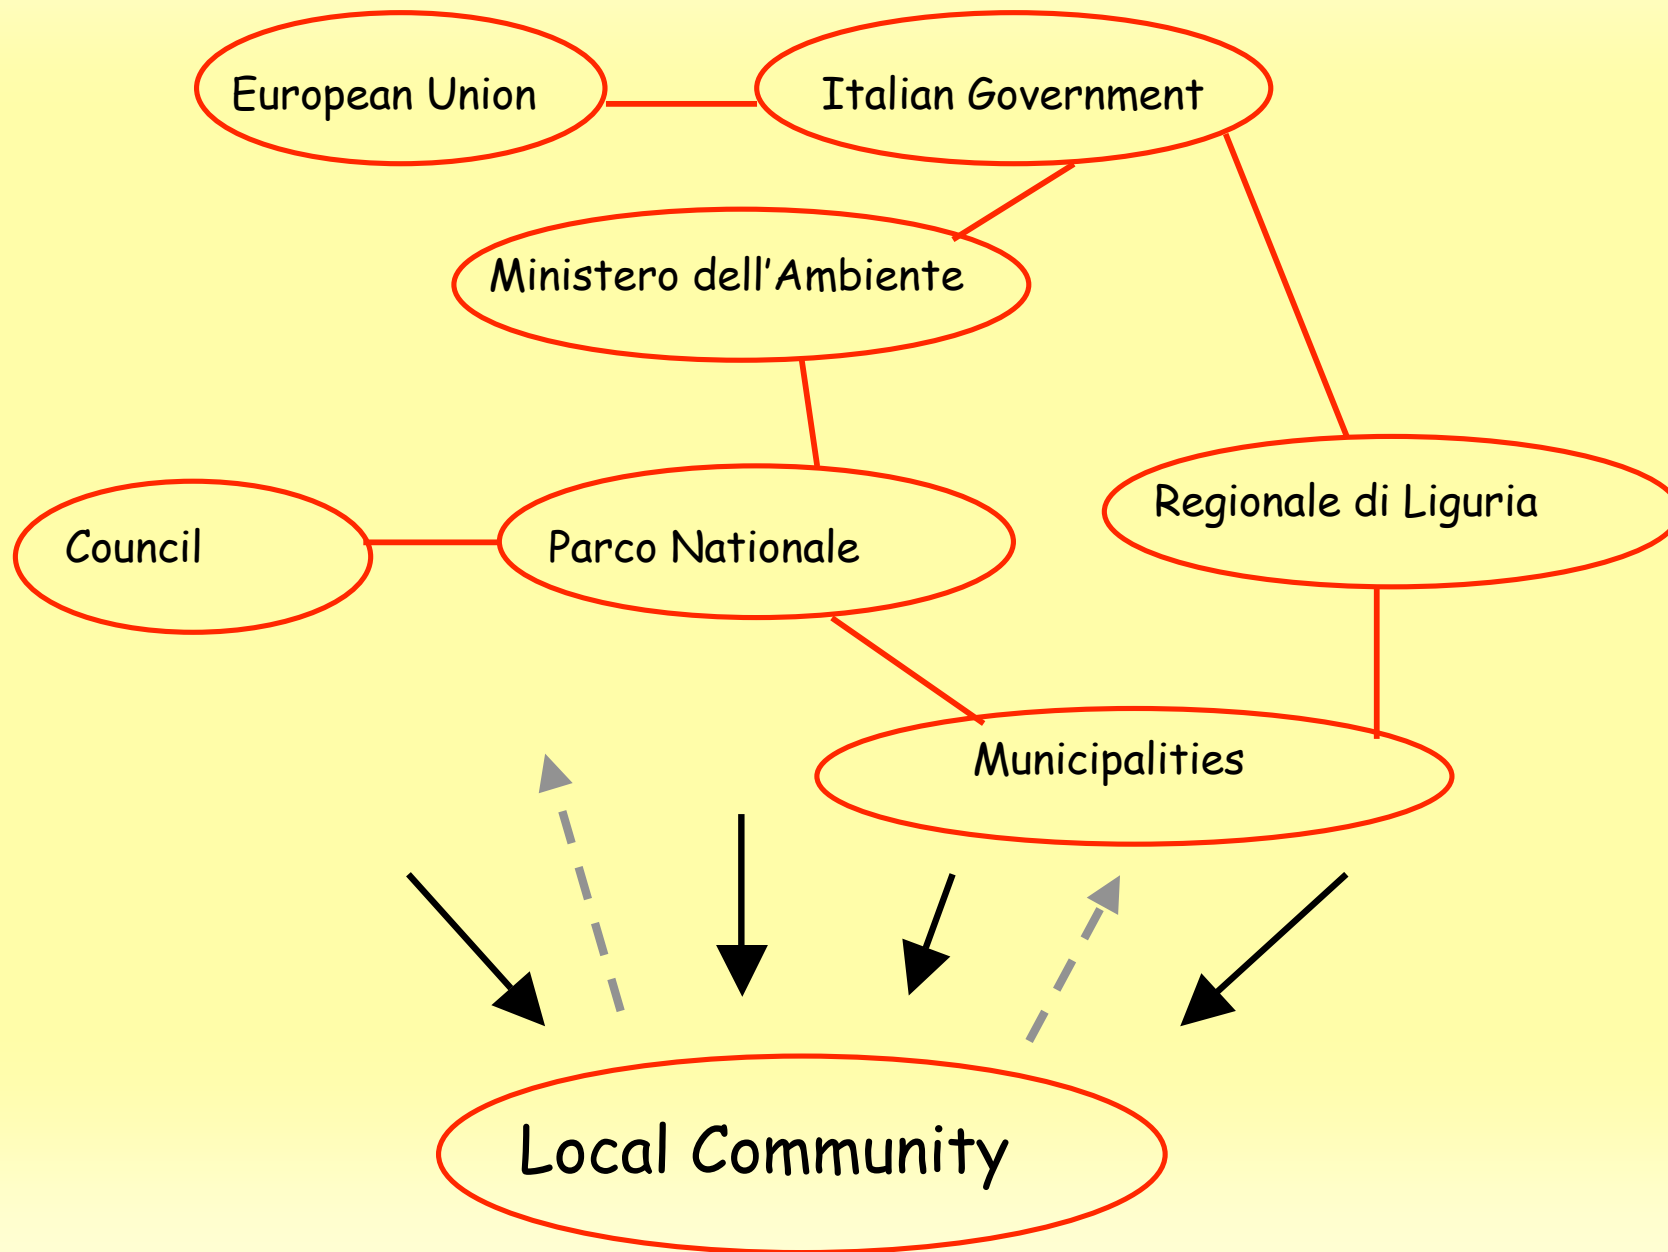 European Union
Italian Government
Ministero dell'Ambiente
Regionale di Liguria
Council
Parco Nationale
Municipalities
Local Community